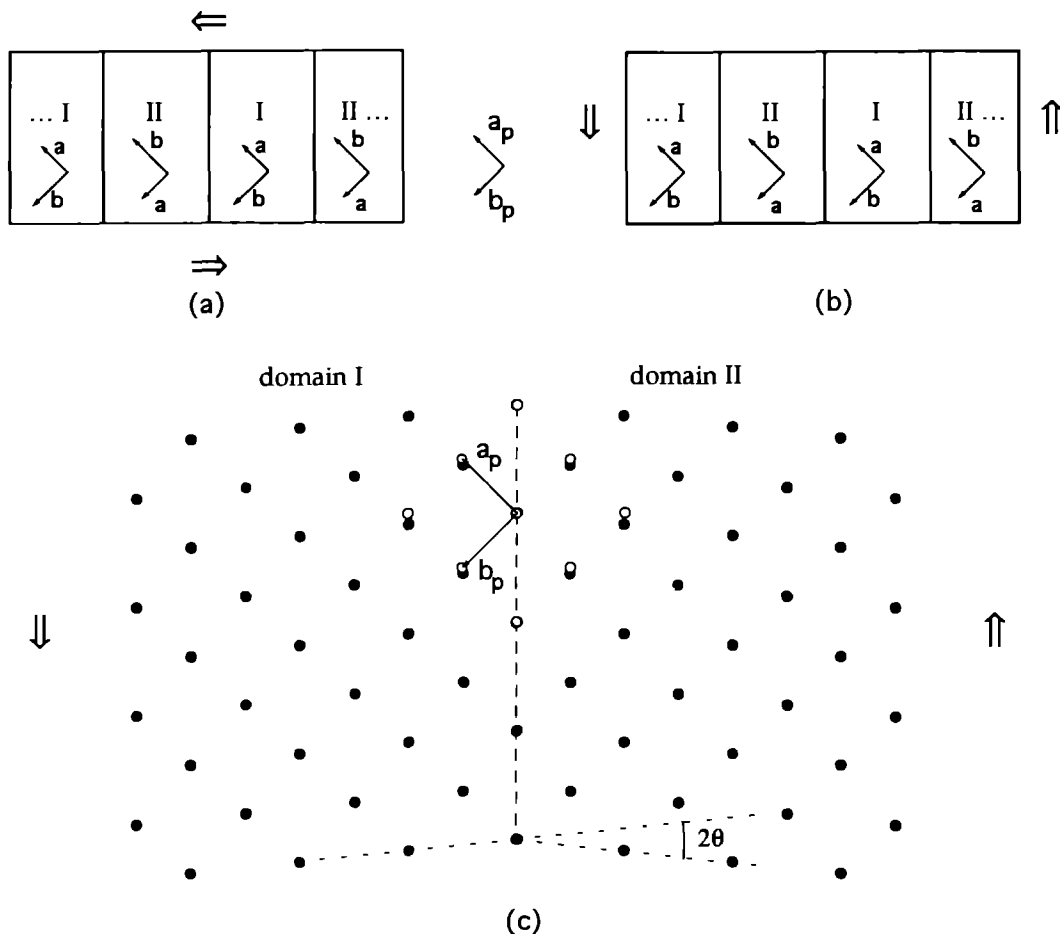 ⇐
... I II I II ...
a b a b
b a b a
⇒
(a)
a_p
b_p
⇓ ⇑
... I II I II ...
a b a b
b a b a
(b)
domain I domain II
a_p
b_p
⇓ ⇑
2θ
(c)